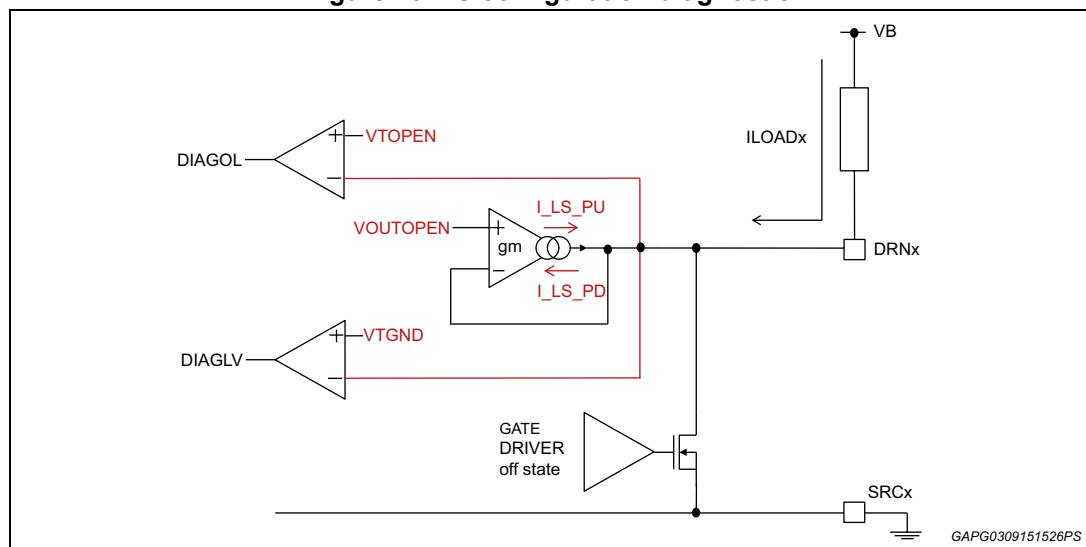 VB
ILOADx
+
VTOPEN
DIAGOL
−
I_LS_PU
VOUTOPEN
+
gm
DRNx
−
I_LS_PD
+
VTGND
DIAGLV
−
GATE
DRIVER
off state
SRCx
GAPG0309151526PS